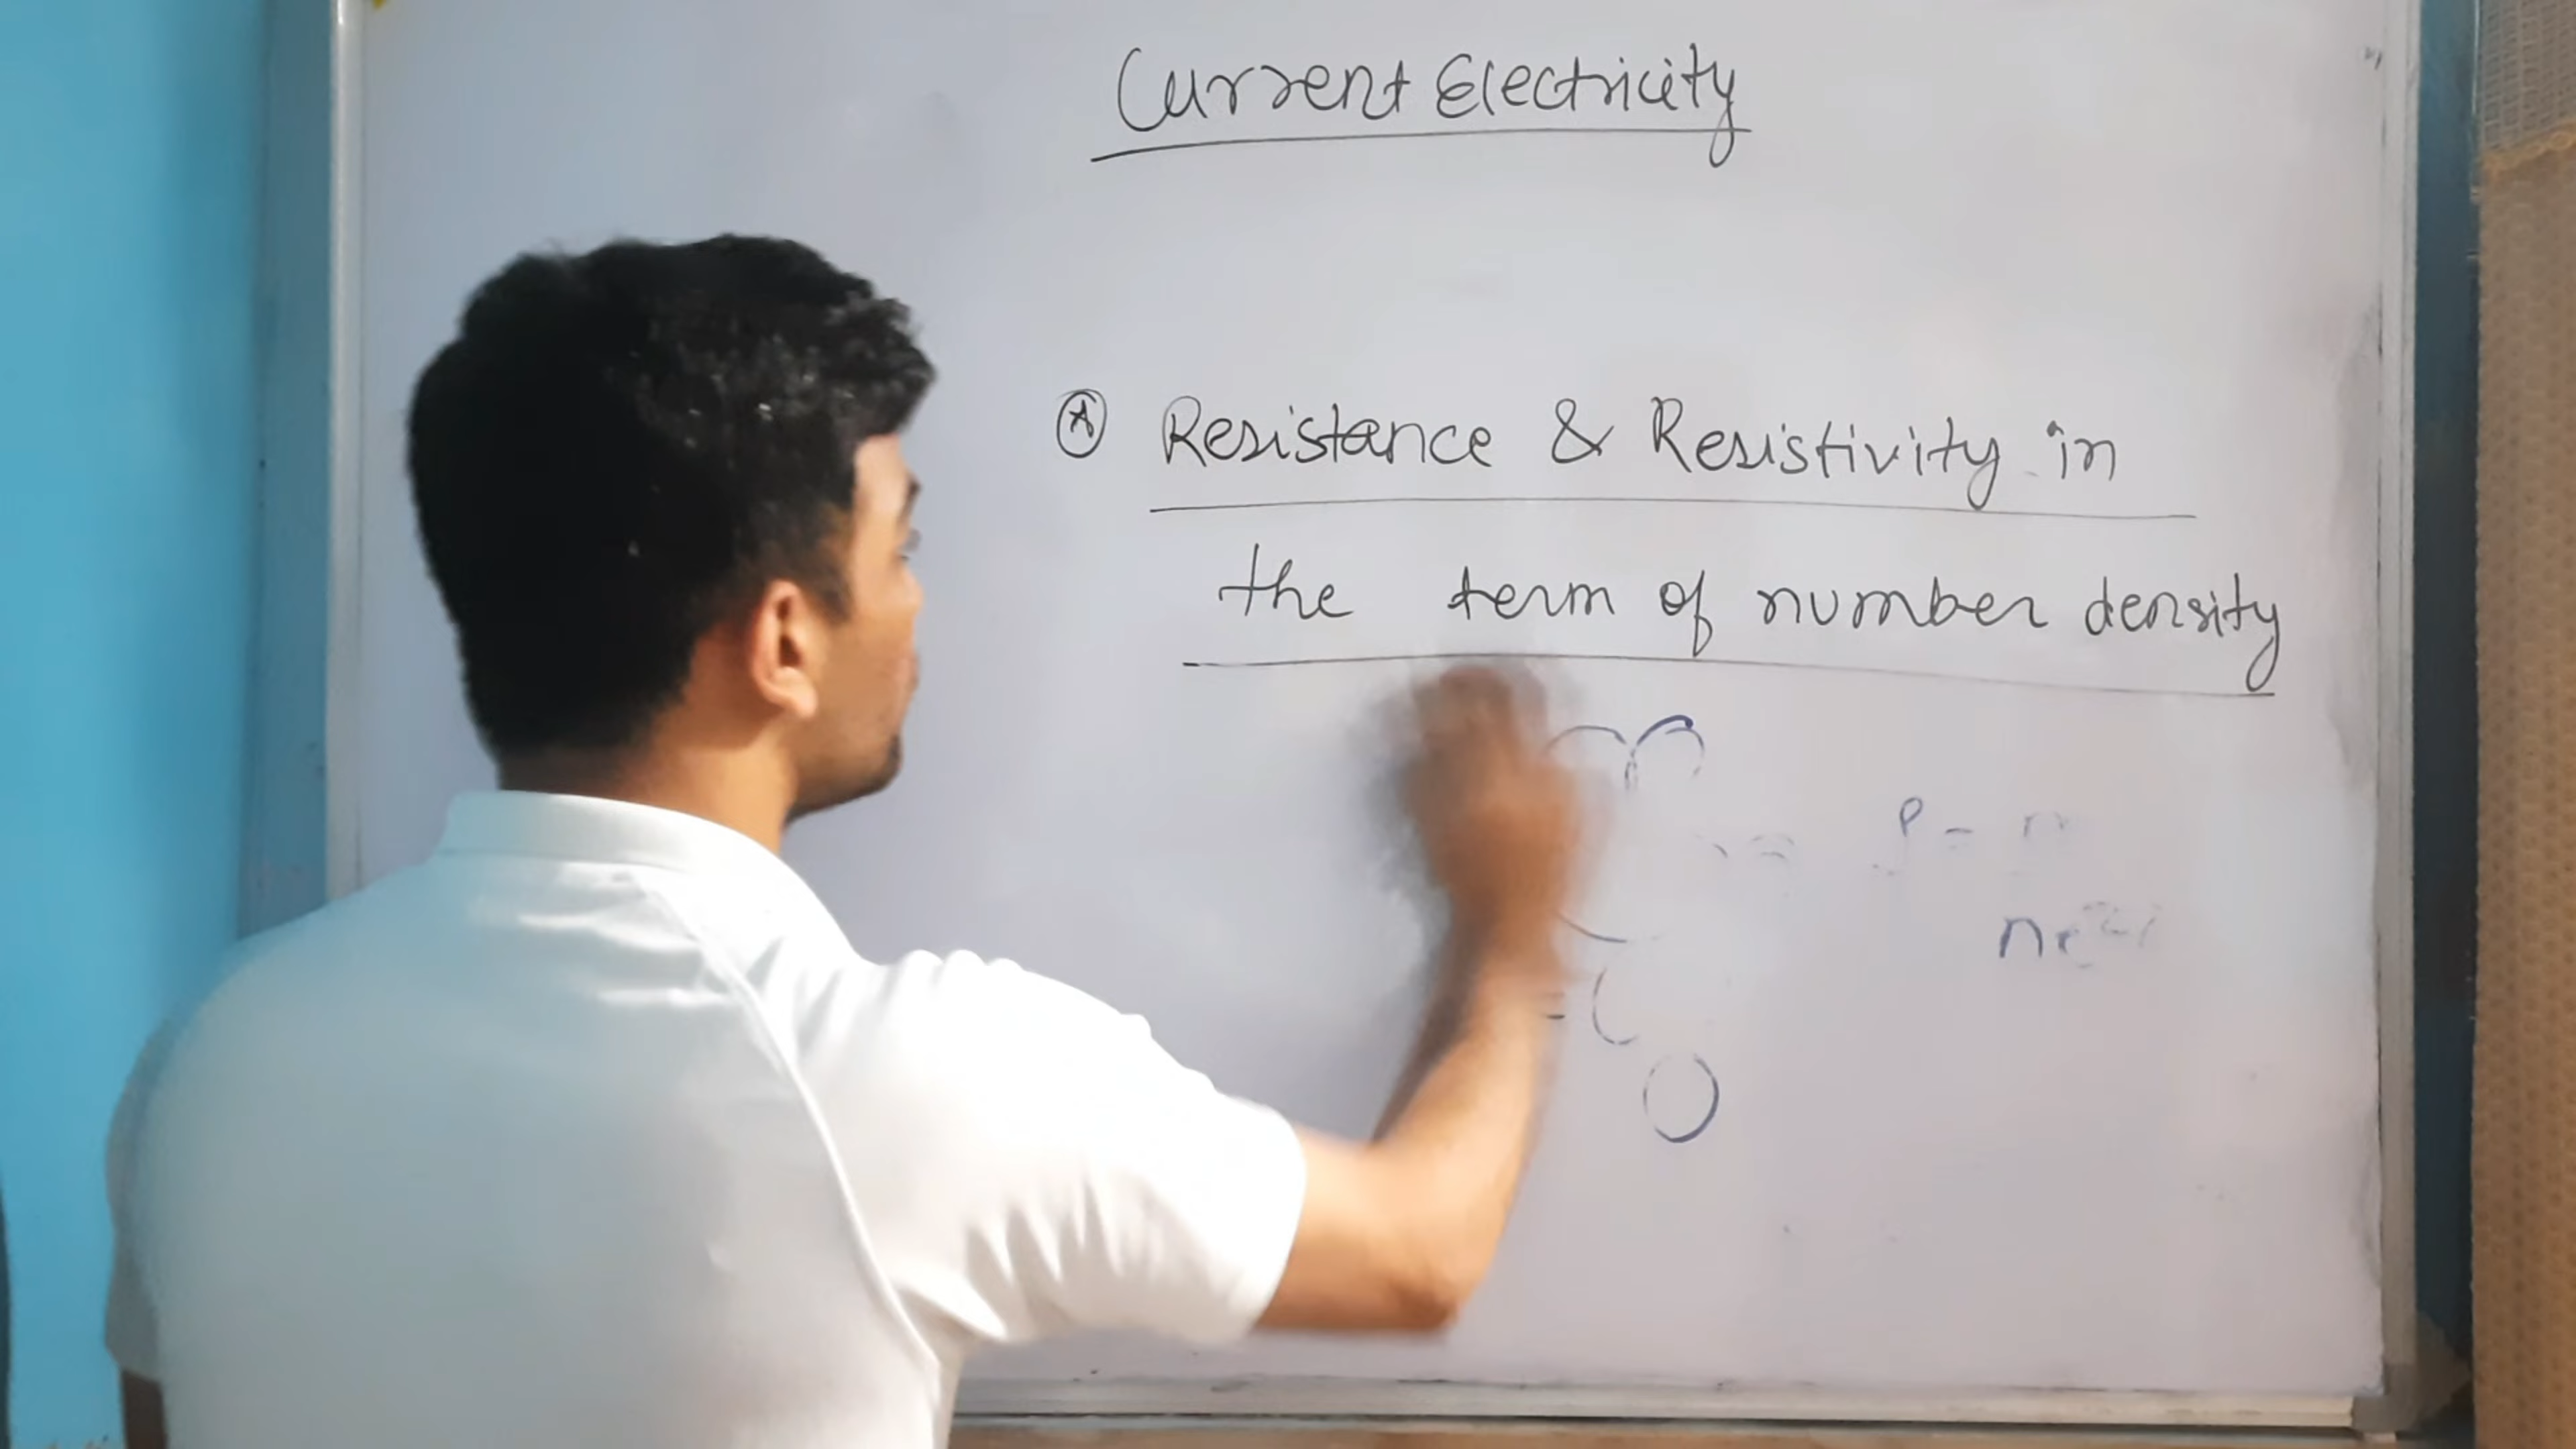 Current Electricity
Resistance & Resistivity in
the term of number density
ρ =